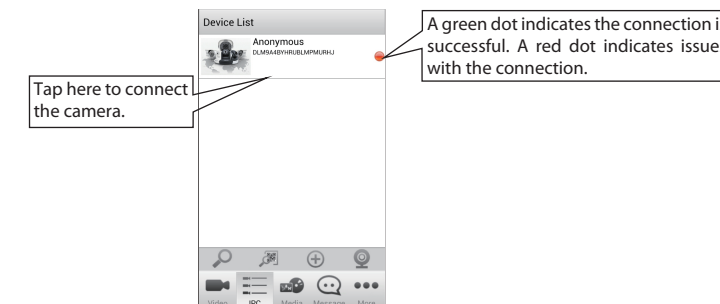 Device List
Anonymous
DLM9A4BYHRUBLMPMURHJ
A green dot indicates the connection i
successful. A red dot indicates issue
with the connection.
Tap here to connect
the camera.
Video IPC Media Message More